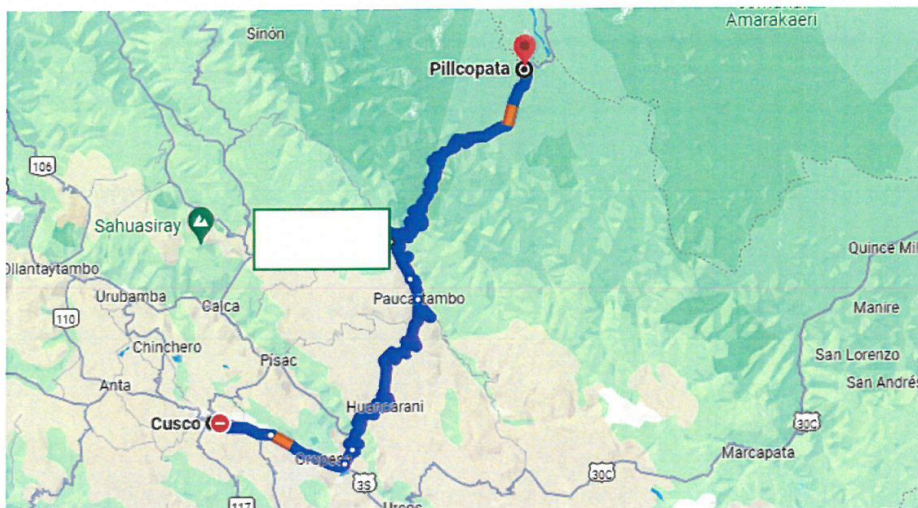 Amarakaeri
Sinón
Pillcopata
106
Sahuasiray
Quince Mil
Ollantaytambo
Urubamba
Calca
Paucartambo
Manire
110
Chinchero
Pisac
San Lorenzo
Anta
San Andrés
Huancarani
Cusco
30C
Marcapata
Oropesa
30C
3S
117
Urcos